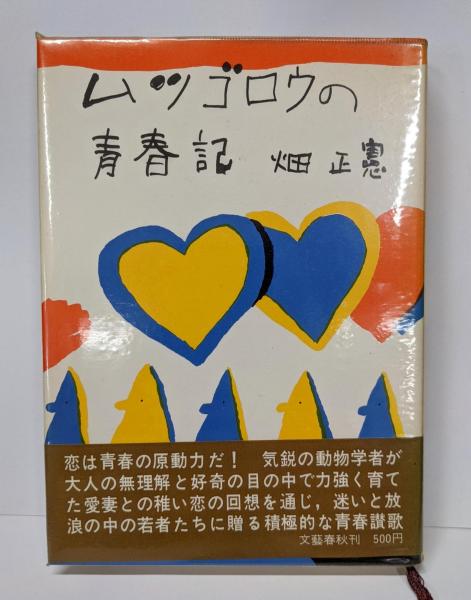 ムツゴロウの
青春記 畑正憲
恋は青春の原動力だ！ 気鋭の動物学者が
大人の無理解と好奇の目の中で力強く育て
た愛妻との稚い恋の回想を通じ，迷いと放
浪の中の若者たちに贈る積極的な青春讃歌
文藝春秋刊 500円